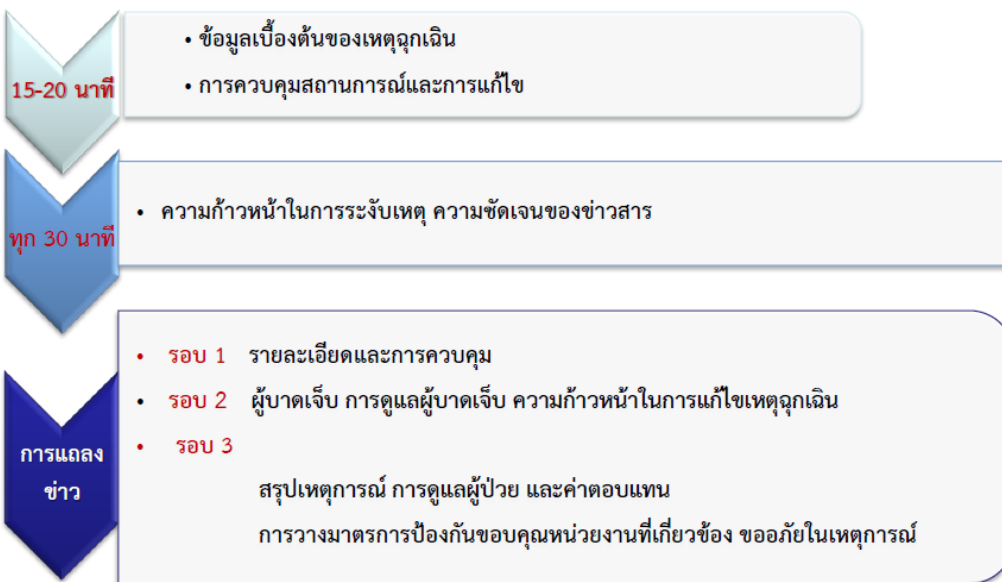 15-20 นาที
• ข้อมูลเบื้องต้นของเหตุฉุกเฉิน
• การควบคุมสถานการณ์และการแก้ไข
ทุก 30 นาที
• ความก้าวหน้าในการระงับเหตุ ความชัดเจนของข่าวสาร
การแถลง
ข่าว
• รอบ 1 รายละเอียดและการควบคุม
• รอบ 2 ผู้บาดเจ็บ การดูแลผู้บาดเจ็บ ความก้าวหน้าในการแก้ไขเหตุฉุกเฉิน
• รอบ 3
สรุปเหตุการณ์ การดูแลผู้ป่วย และค่าตอบแทน
การวางมาตรการป้องกันขอบคุณหน่วยงานที่เกี่ยวข้อง ขออภัยในเหตุการณ์